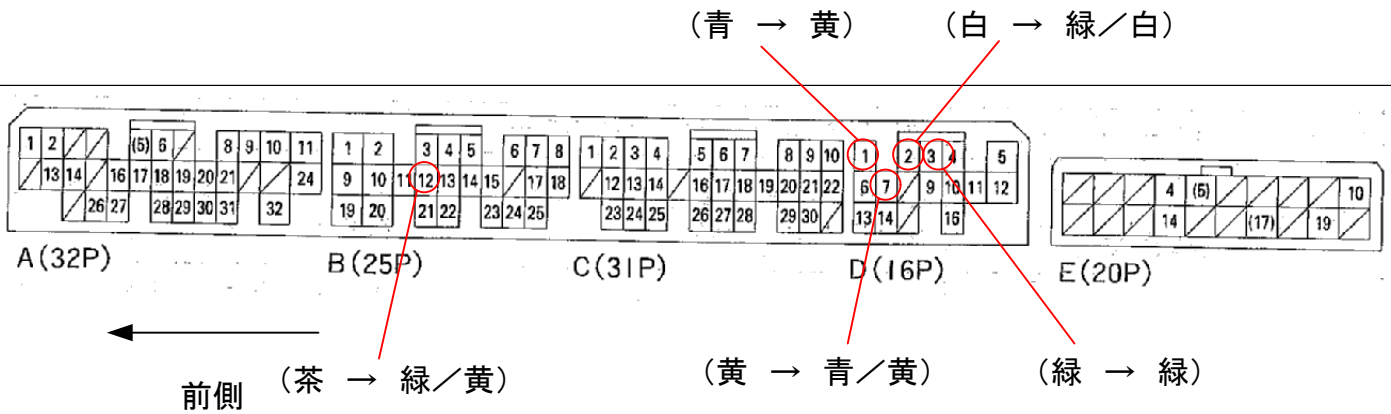 （青 → 黄） （白 → 緑／白）
1 2 (5) 6 8 9 10 11 1 2 3 4 5 6 7 8 1 2 3 4 5 6 7 8 9 10 1 2 3 4 5
13 14 16 17 18 19 20 21 24 9 10 11 12 13 14 15 17 18 12 13 14 16 17 18 19 20 21 22 6 7 9 10 11 12
26 27 28 29 30 31 32 19 20 21 22 23 24 25 23 24 25 26 27 28 29 30 13 14 16
4 (5) 10
14 (17) 19
A(32P) B(25P) C(31P) D(16P) E(20P)
（茶 → 緑／黄） （黄 → 青／黄） （緑 → 緑）
前側